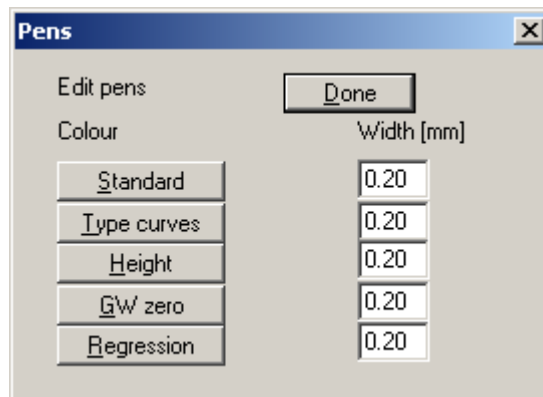 Pens
Edit pens Done
Colour Width [mm]
Standard 0.20
Type curves 0.20
Height 0.20
GW zero 0.20
Regression 0.20